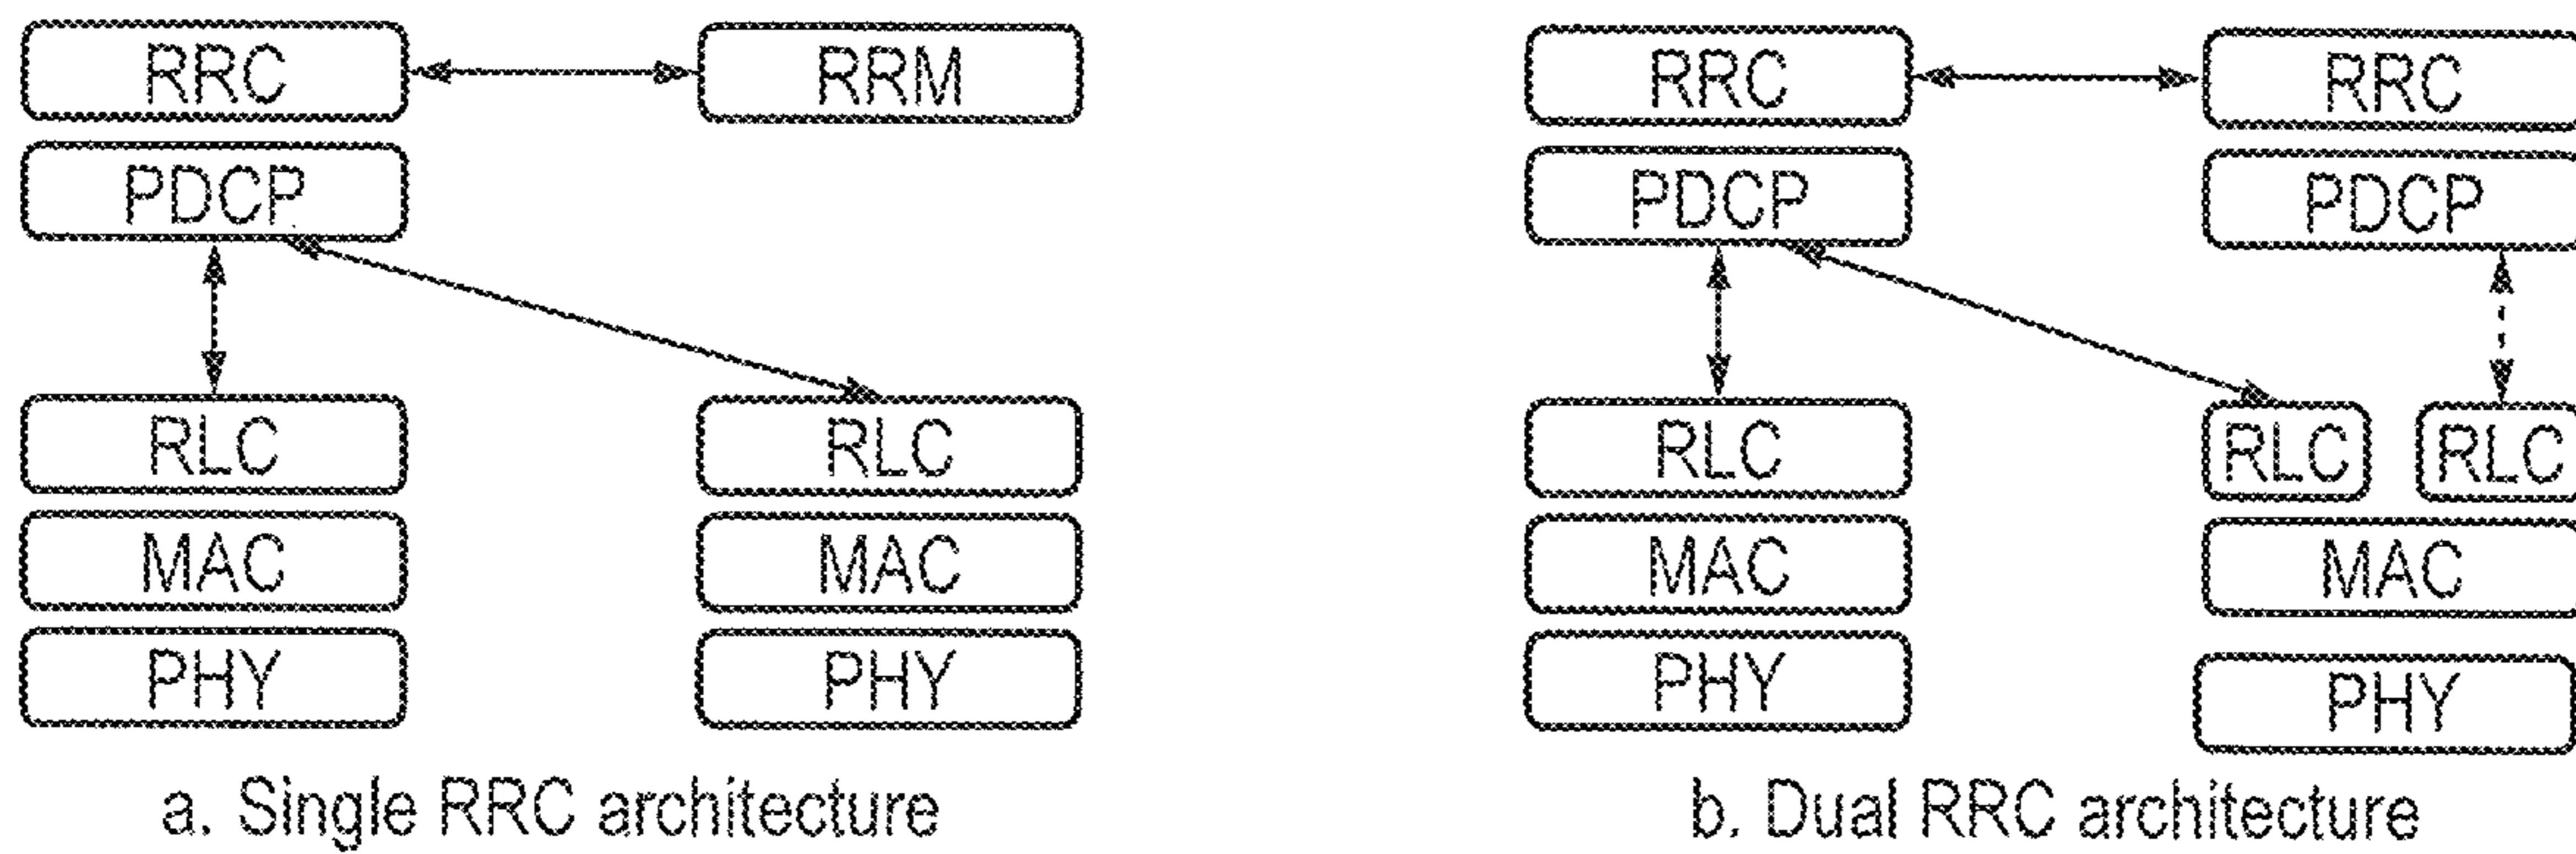 RRC
RRM
PDCP
RLC
RLC
MAC
MAC
PHY
PHY
a. Single RRC architecture
RRC
RRC
PDCP
PDCP
RLC
RLC
RLC
MAC
MAC
PHY
PHY
b. Dual RRC architecture